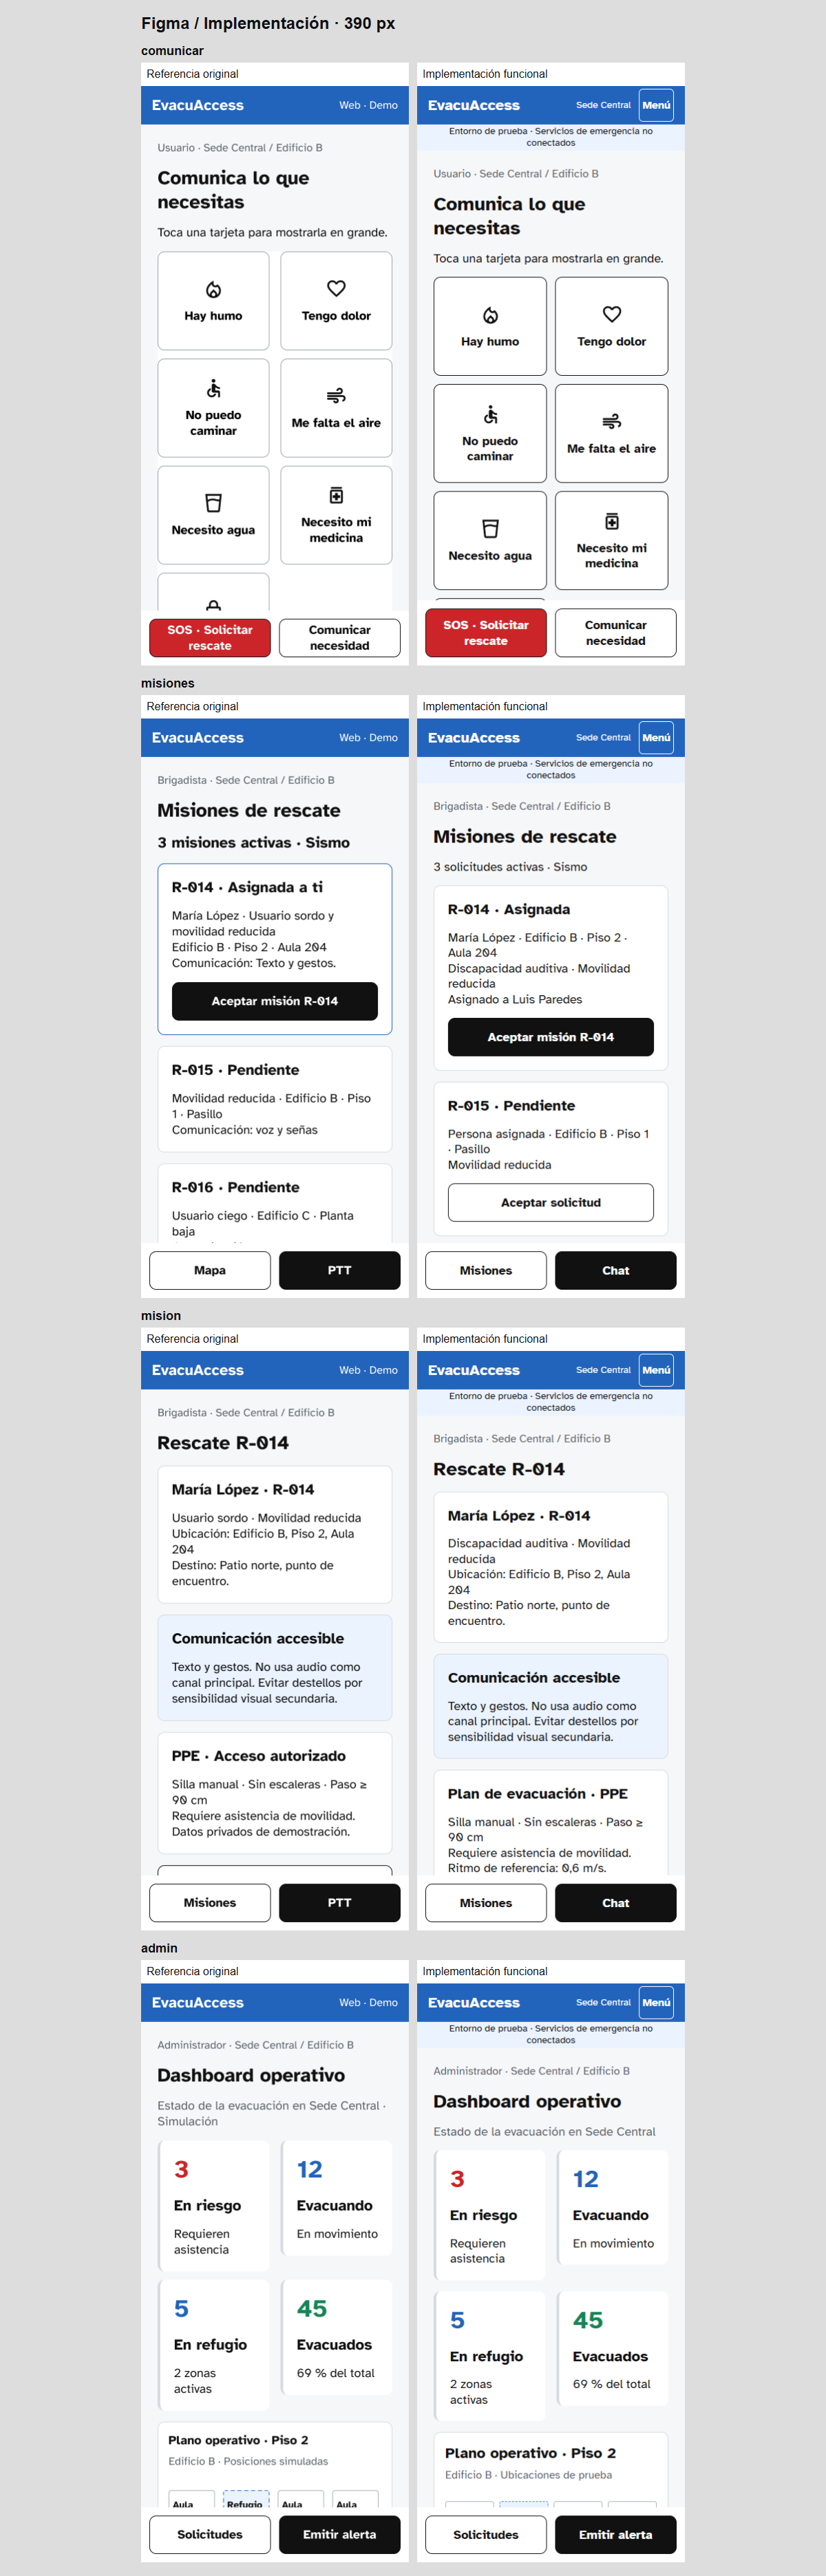 Figma / Implementación · 390 px
comunicar
Referencia original
EvacuAccess
Web · Demo
Usuario · Sede Central / Edificio B
Comunica lo que
necesitas
Toca una tarjeta para mostrarla en grande.
Hay humo
Tengo dolor
No puedo
caminar
Me falta el aire
Necesito agua
Necesito mi
medicina
SOS · Solicitar
rescate
Comunicar
necesidad
Implementación funcional
EvacuAccess
Sede Central
Menú
Entorno de prueba · Servicios de emergencia no
conectados
Usuario · Sede Central / Edificio B
Comunica lo que
necesitas
Toca una tarjeta para mostrarla en grande.
Hay humo
Tengo dolor
No puedo
caminar
Me falta el aire
Necesito agua
Necesito mi
medicina
SOS · Solicitar
rescate
Comunicar
necesidad
misiones
Referencia original
EvacuAccess
Web · Demo
Brigadista · Sede Central / Edificio B
Misiones de rescate
3 misiones activas · Sismo
R-014 · Asignada a ti
María López · Usuario sordo y
movilidad reducida
Edificio B · Piso 2 · Aula 204
Comunicación: Texto y gestos.
Aceptar misión R-014
R-015 · Pendiente
Movilidad reducida · Edificio B · Piso
1 · Pasillo
Comunicación: voz y señas
R-016 · Pendiente
Usuario ciego · Edificio C · Planta
baja
Mapa
PTT
Implementación funcional
EvacuAccess
Sede Central
Menú
Entorno de prueba · Servicios de emergencia no
conectados
Brigadista · Sede Central / Edificio B
Misiones de rescate
3 solicitudes activas · Sismo
R-014 · Asignada
María López · Edificio B · Piso 2 ·
Aula 204
Discapacidad auditiva · Movilidad
reducida
Asignado a Luis Paredes
Aceptar misión R-014
R-015 · Pendiente
Persona asignada · Edificio B · Piso 1
· Pasillo
Movilidad reducida
Aceptar solicitud
Misiones
Chat
mision
Referencia original
EvacuAccess
Web · Demo
Brigadista · Sede Central / Edificio B
Rescate R-014
María López · R-014
Usuario sordo · Movilidad reducida
Ubicación: Edificio B, Piso 2, Aula
204
Destino: Patio norte, punto de
encuentro.
Comunicación accesible
Texto y gestos. No usa audio como
canal principal. Evitar destellos por
sensibilidad visual secundaria.
PPE · Acceso autorizado
Silla manual · Sin escaleras · Paso ≥
90 cm
Requiere asistencia de movilidad.
Datos privados de demostración.
Misiones
PTT
Implementación funcional
EvacuAccess
Sede Central
Menú
Entorno de prueba · Servicios de emergencia no
conectados
Brigadista · Sede Central / Edificio B
Rescate R-014
María López · R-014
Discapacidad auditiva · Movilidad
reducida
Ubicación: Edificio B, Piso 2, Aula
204
Destino: Patio norte, punto de
encuentro.
Comunicación accesible
Texto y gestos. No usa audio como
canal principal. Evitar destellos por
sensibilidad visual secundaria.
Plan de evacuación · PPE
Silla manual · Sin escaleras · Paso ≥
90 cm
Requiere asistencia de movilidad.
Ritmo de referencia: 0,6 m/s.
Misiones
Chat
admin
Referencia original
EvacuAccess
Web · Demo
Administrador · Sede Central / Edificio B
Dashboard operativo
Estado de la evacuación en Sede Central ·
Simulación
3
En riesgo
Requieren
asistencia
12
Evacuando
En movimiento
5
En refugio
2 zonas
activas
45
Evacuados
69 % del total
Plano operativo · Piso 2
Edificio B · Posiciones simuladas
Aula
Refugio
Aula
Aula
Solicitudes
Emitir alerta
Implementación funcional
EvacuAccess
Sede Central
Menú
Entorno de prueba · Servicios de emergencia no
conectados
Administrador · Sede Central / Edificio B
Dashboard operativo
Estado de la evacuación en Sede Central
3
En riesgo
Requieren
asistencia
12
Evacuando
En movimiento
5
En refugio
2 zonas
activas
45
Evacuados
69 % del total
Plano operativo · Piso 2
Edificio B · Ubicaciones de prueba
Solicitudes
Emitir alerta